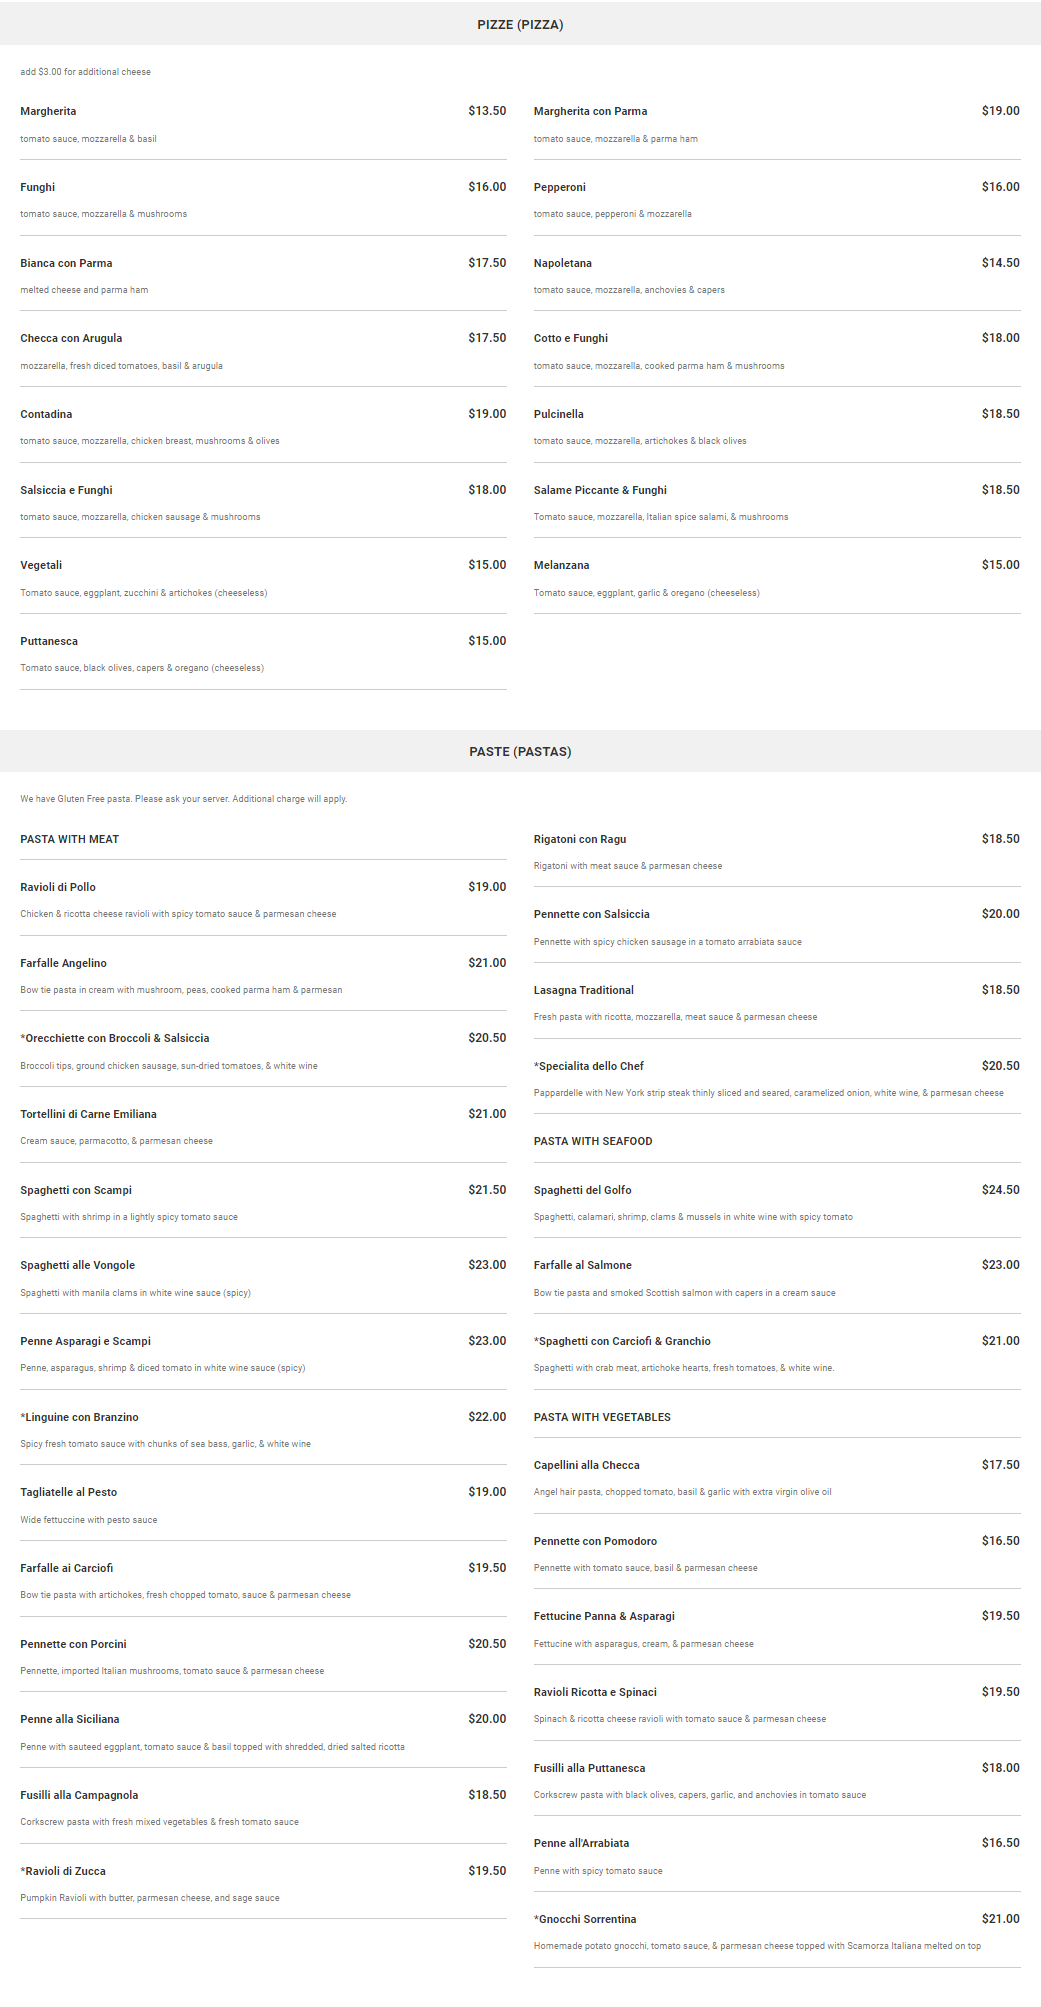 PIZZE (PIZZA)
add $3.00 for additional cheese
Margherita $13.50
tomato sauce, mozzarella & basil
Funghi $16.00
tomato sauce, mozzarella & mushrooms
Bianca con Parma $17.50
melted cheese and parma ham
Checca con Arugula $17.50
mozzarella, fresh diced tomatoes, basil & arugula
Contadina $19.00
tomato sauce, mozzarella, chicken breast, mushrooms & olives
Salsiccia e Funghi $18.00
tomato sauce, mozzarella, chicken sausage & mushrooms
Vegetali $15.00
Tomato sauce, eggplant, zucchini & artichokes (cheeseless)
Puttanesca $15.00
Tomato sauce, black olives, capers & oregano (cheeseless)
Margherita con Parma $19.00
tomato sauce, mozzarella & parma ham
Pepperoni $16.00
tomato sauce, pepperoni & mozzarella
Napoletana $14.50
tomato sauce, mozzarella, anchovies & capers
Cotto e Funghi $18.00
tomato sauce, mozzarella, cooked parma ham & mushrooms
Pulcinella $18.50
tomato sauce, mozzarella, artichokes & black olives
Salame Piccante & Funghi $18.50
Tomato sauce, mozzarella, Italian spice salami, & mushrooms
Melanzana $15.00
Tomato sauce, eggplant, garlic & oregano (cheeseless)
PASTE (PASTAS)
We have Gluten Free pasta. Please ask your server. Additional charge will apply.
PASTA WITH MEAT
Ravioli di Pollo $19.00
Chicken & ricotta cheese ravioli with spicy tomato sauce & parmesan cheese
Farfalle Angelino $21.00
Bow tie pasta in cream with mushroom, peas, cooked parma ham & parmesan
*Orecchiette con Broccoli & Salsiccia $20.50
Broccoli tips, ground chicken sausage, sun-dried tomatoes, & white wine
Tortellini di Carne Emiliana $21.00
Cream sauce, parmacotto, & parmesan cheese
Spaghetti con Scampi $21.50
Spaghetti with shrimp in a lightly spicy tomato sauce
Spaghetti alle Vongole $23.00
Spaghetti with manila clams in white wine sauce (spicy)
Penne Asparagi e Scampi $23.00
Penne, asparagus, shrimp & diced tomato in white wine sauce (spicy)
*Linguine con Branzino $22.00
Spicy fresh tomato sauce with chunks of sea bass, garlic, & white wine
Tagliatelle al Pesto $19.00
Wide fettuccine with pesto sauce
Farfalle ai Carciofi $19.50
Bow tie pasta with artichokes, fresh chopped tomato, sauce & parmesan cheese
Pennette con Porcini $20.50
Pennette, imported Italian mushrooms, tomato sauce & parmesan cheese
Penne alla Siciliana $20.00
Penne with sauteed eggplant, tomato sauce & basil topped with shredded, dried salted ricotta
Fusilli alla Campagnola $18.50
Corkscrew pasta with fresh mixed vegetables & fresh tomato sauce
*Ravioli di Zucca $19.50
Pumpkin Ravioli with butter, parmesan cheese, and sage sauce
Rigatoni con Ragu $18.50
Rigatoni with meat sauce & parmesan cheese
Pennette con Salsiccia $20.00
Pennette with spicy chicken sausage in a tomato arrabiata sauce
Lasagna Traditional $18.50
Fresh pasta with ricotta, mozzarella, meat sauce & parmesan cheese
*Specialita dello Chef $20.50
Pappardelle with New York strip steak thinly sliced and seared, caramelized onion, white wine, & parmesan cheese
PASTA WITH SEAFOOD
Spaghetti del Golfo $24.50
Spaghetti, calamari, shrimp, clams & mussels in white wine with spicy tomato
Farfalle al Salmone $23.00
Bow tie pasta and smoked Scottish salmon with capers in a cream sauce
*Spaghetti con Carciofi & Granchio $21.00
Spaghetti with crab meat, artichoke hearts, fresh tomatoes, & white wine.
PASTA WITH VEGETABLES
Capellini alla Checca $17.50
Angel hair pasta, chopped tomato, basil & garlic with extra virgin olive oil
Pennette con Pomodoro $16.50
Pennette with tomato sauce, basil & parmesan cheese
Fettucine Panna & Asparagi $19.50
Fettucine with asparagus, cream, & parmesan cheese
Ravioli Ricotta e Spinaci $19.50
Spinach & ricotta cheese ravioli with tomato sauce & parmesan cheese
Fusilli alla Puttanesca $18.00
Corkscrew pasta with black olives, capers, garlic, and anchovies in tomato sauce
Penne all'Arrabiata $16.50
Penne with spicy tomato sauce
*Gnocchi Sorrentina $21.00
Homemade potato gnocchi, tomato sauce, & parmesan cheese topped with Scamorza Italiana melted on top